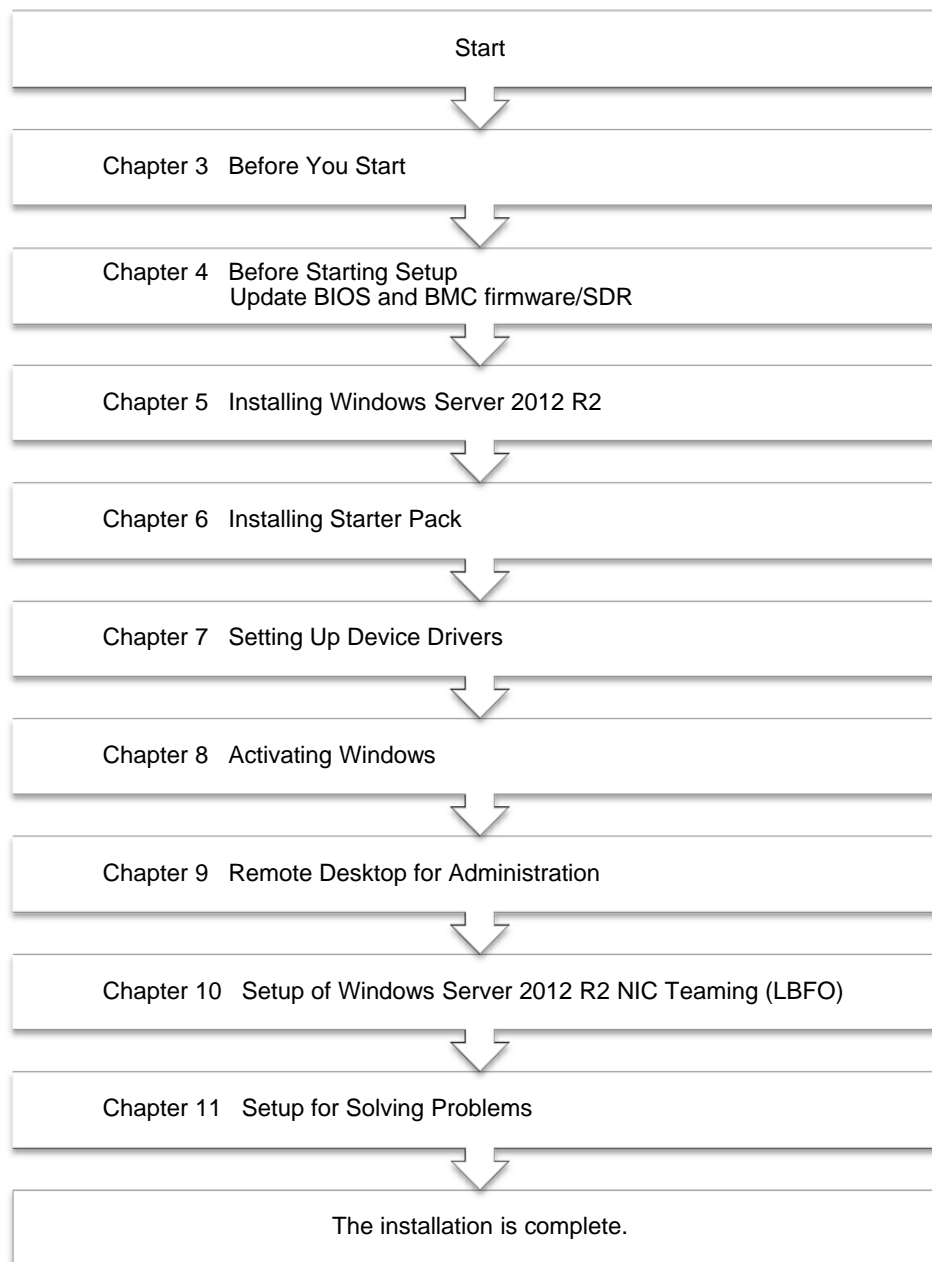 Start
Chapter 3 Before You Start
Chapter 4 Before Starting Setup
Update BIOS and BMC firmware/SDR
Chapter 5 Installing Windows Server 2012 R2
Chapter 6 Installing Starter Pack
Chapter 7 Setting Up Device Drivers
Chapter 8 Activating Windows
Chapter 9 Remote Desktop for Administration
Chapter 10 Setup of Windows Server 2012 R2 NIC Teaming (LBFO)
Chapter 11 Setup for Solving Problems
The installation is complete.